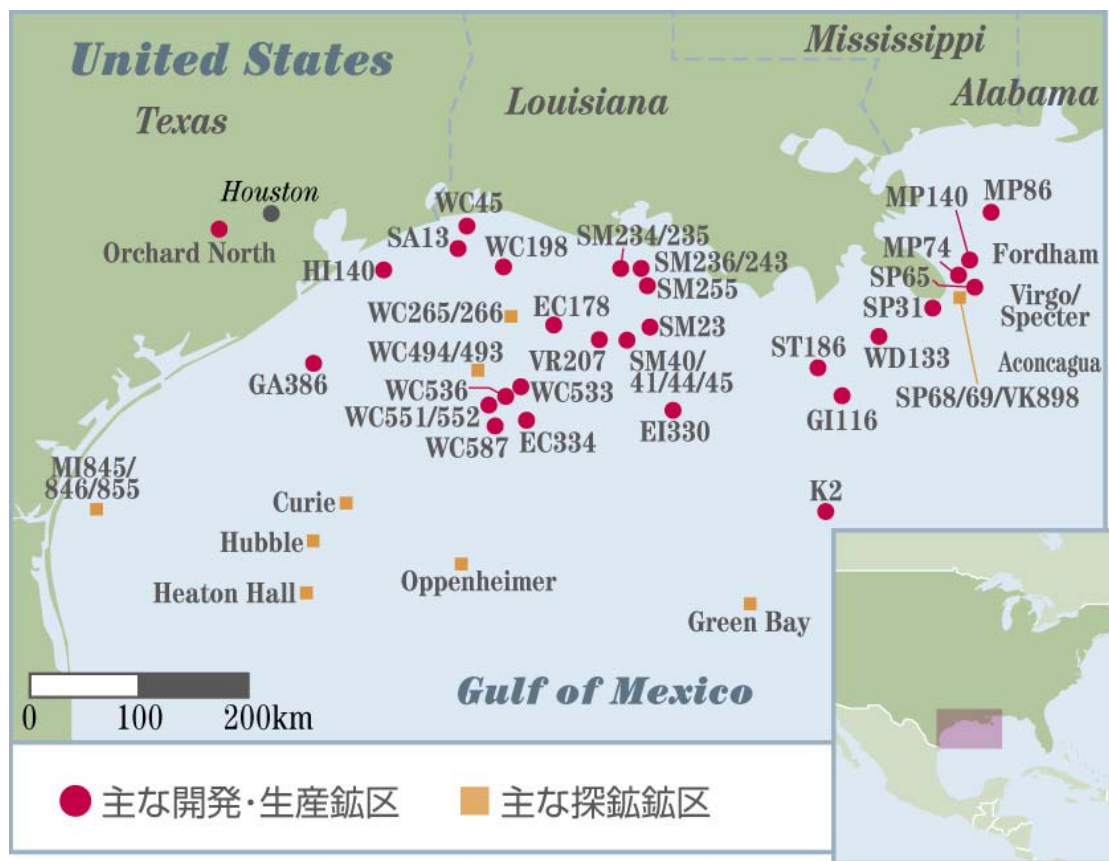 United States
Mississippi
Alabama
Louisiana
Texas
Houston
Orchard North
WC45
SA13
WC198
HI140
SM234/235
SM236/243
SM255
MP140
MP86
MP74
Fordham
SP65
Virgo/
Specter
SP31
WC265/266
EC178
SM23
WC494/493
VR207
SM40/
41/44/45
ST186
WD133
Aconcagua
GA386
WC536
WC533
WC551/552
WC587
EC334
EI330
GI116
SP68/69/VK898
MI845/
846/855
K2
Curie
Hubble
Heaton Hall
Oppenheimer
Green Bay
Gulf of Mexico
0 100 200km
主な開発・生産鉱区
主な探鉱鉱区